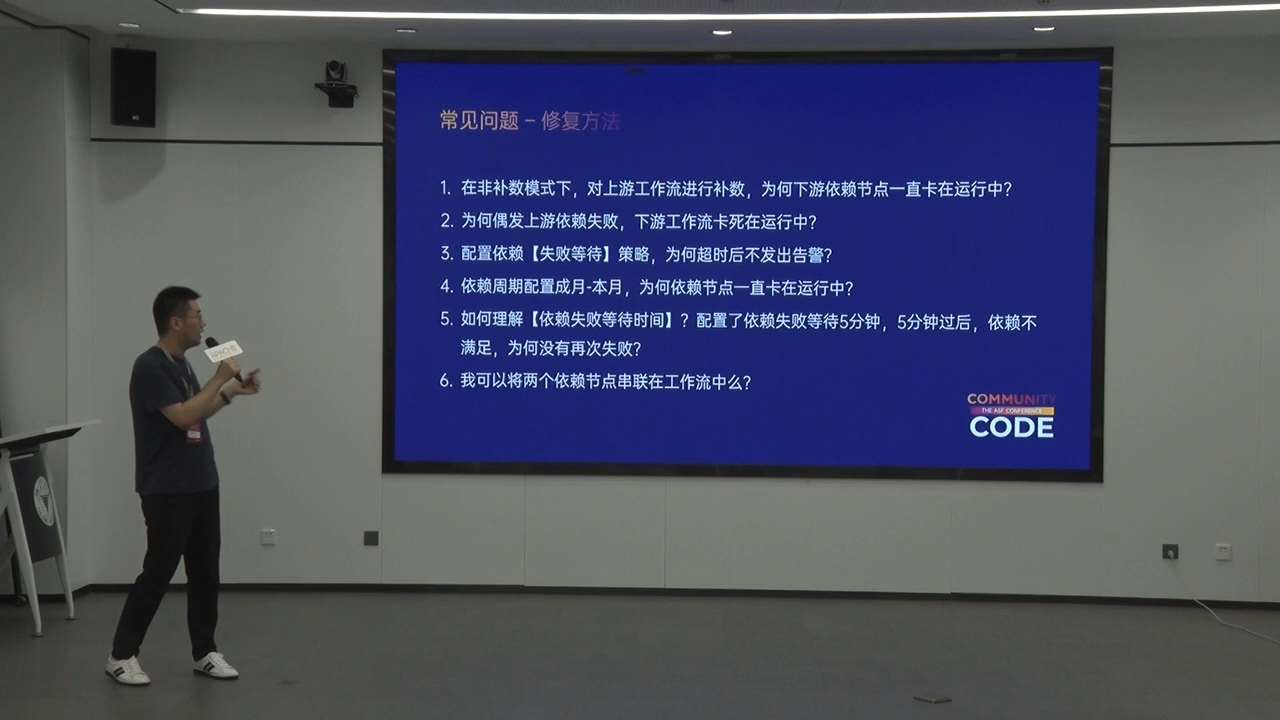 常见问题 – 修复方法
1. 在非补数模式下，对上游工作流进行补数，为何下游依赖节点一直卡在运行中？
2. 为何偶发上游依赖失败，下游工作流卡死在运行中？
3. 配置依赖【失败等待】策略，为何超时后不发出告警？
4. 依赖周期配置成月-本月，为何依赖节点一直卡在运行中？
5. 如何理解【依赖失败等待时间】？配置了依赖失败等待5分钟，5分钟过后，依赖不
满足，为何没有再次失败？
6. 我可以将两个依赖节点串联在工作流中么？
COMMUNITY
THE ASF CONFERENCE
CODE
APACHE